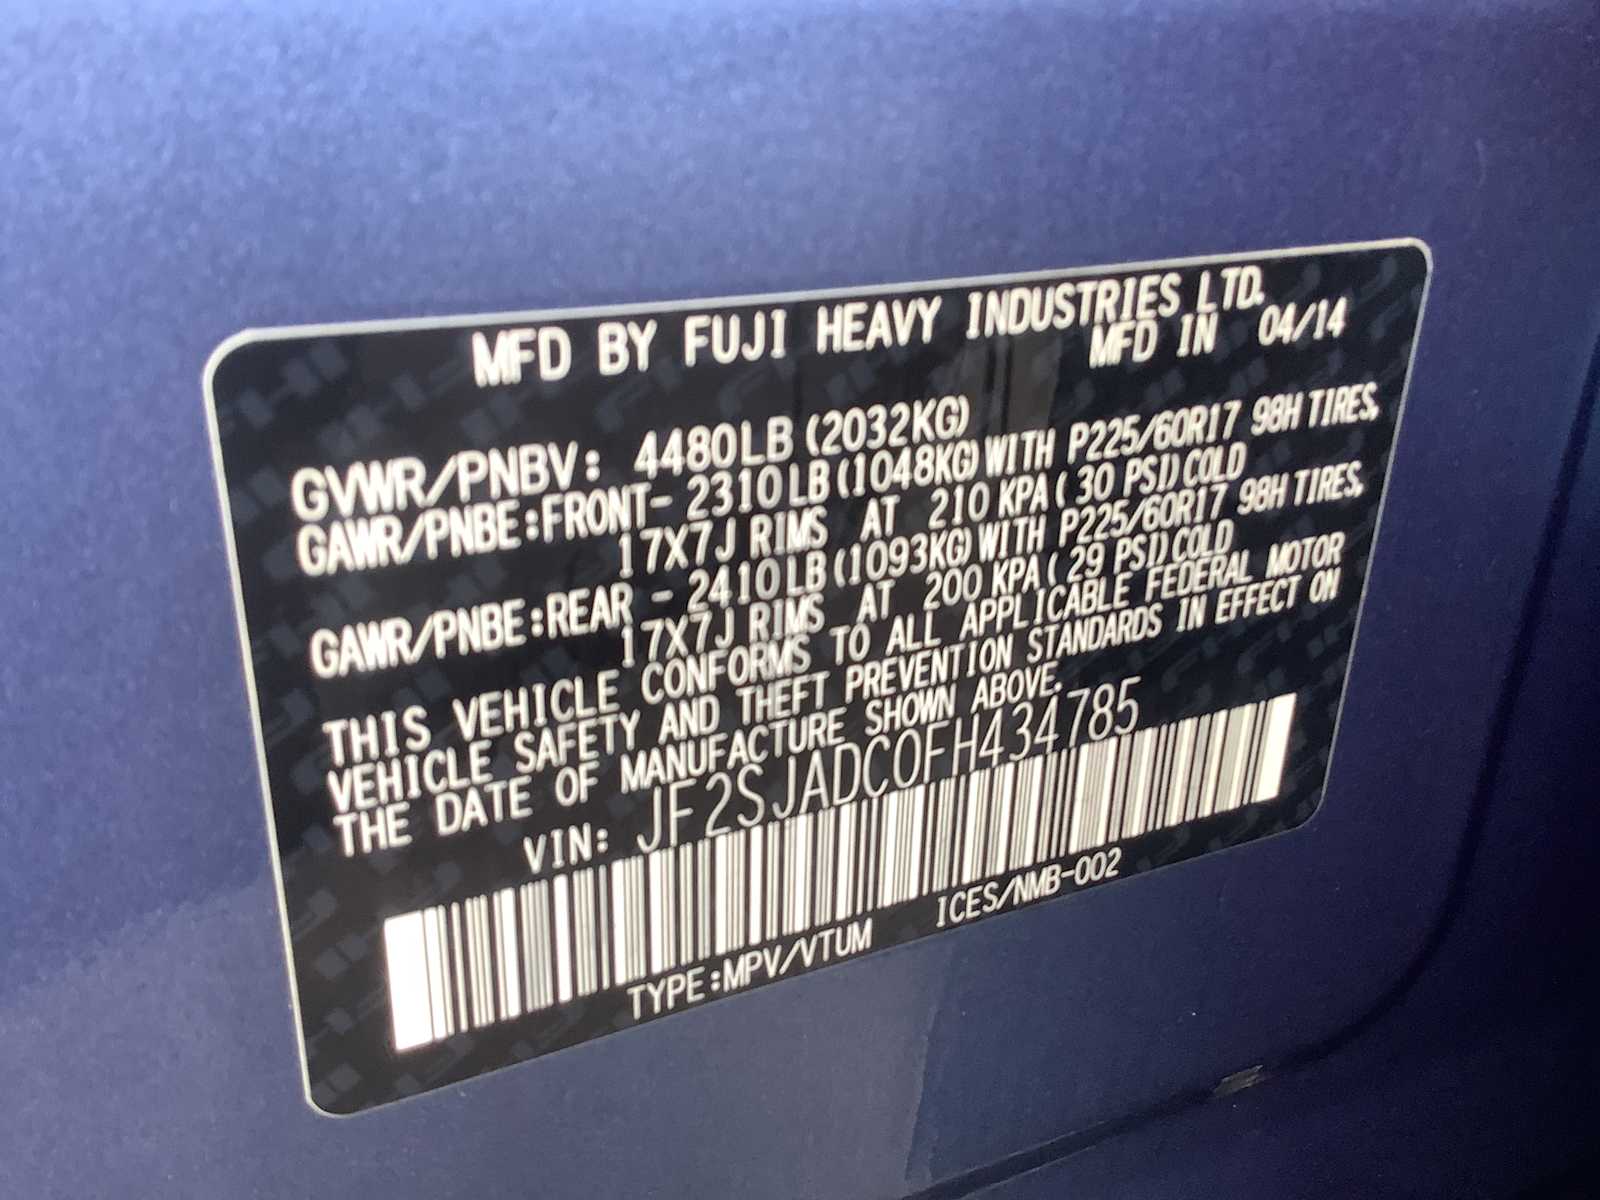 MFD BY FUJI HEAVY INDUSTRIES LTD.
MFD IN 04/14
GVWR/PNBV: 4480LB (2032KG)
GAWR/PNBE:FRONT- 2310LB(1048KG)WITH P225/60R17 98H TIRES,
17X7J RIMS AT 210 KPA( 30 PSI)COLD
GAWR/PNBE:REAR - 2410LB(1093KG)WITH P225/60R17 98H TIRES,
17X7J RIMS AT 200 KPA( 29 PSI)COLD
THIS VEHICLE CONFORMS TO ALL APPLICABLE FEDERAL MOTOR
VEHICLE SAFETY AND THEFT PREVENTION STANDARDS IN EFFECT ON
THE DATE OF MANUFACTURE SHOWN ABOVE.
VIN: JF2SJADC0FH434785
TYPE:MPV/VTUM ICES/NMB-002